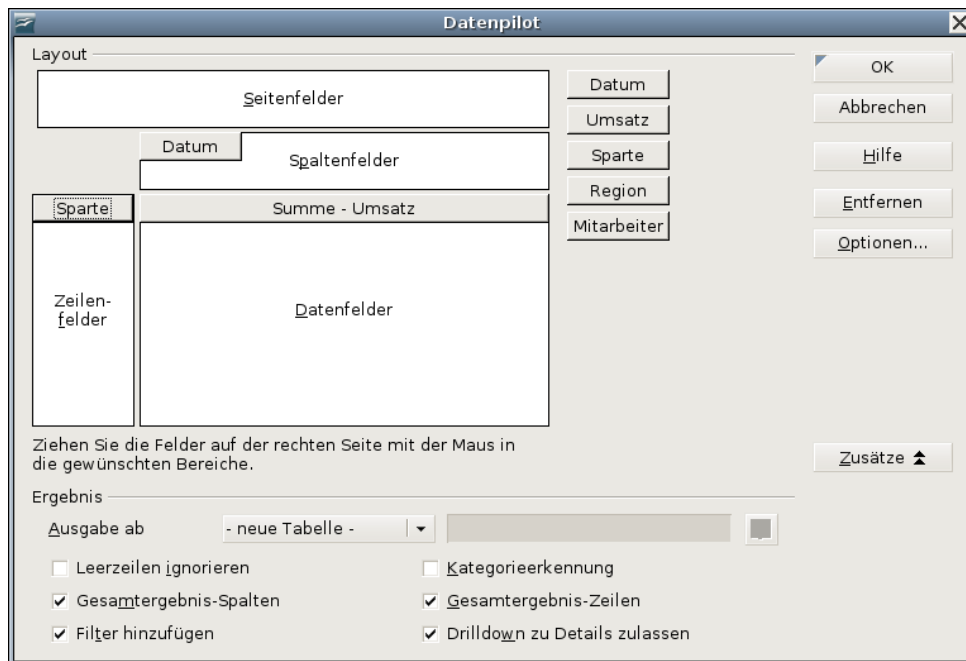 Datenpilot
Layout
Seitenfelder
Datum
Spaltenfelder
Sparte
Summe - Umsatz
Zeilen-
felder
Datenfelder
Datum
Umsatz
Sparte
Region
Mitarbeiter
OK
Abbrechen
Hilfe
Entfernen
Optionen...
Ziehen Sie die Felder auf der rechten Seite mit der Maus in
die gewünschten Bereiche.
Zusätze
Ergebnis
Ausgabe ab
- neue Tabelle -
Leerzeilen ignorieren
Kategorieerkennung
Gesamtergebnis-Spalten
Gesamtergebnis-Zeilen
Filter hinzufügen
Drilldown zu Details zulassen